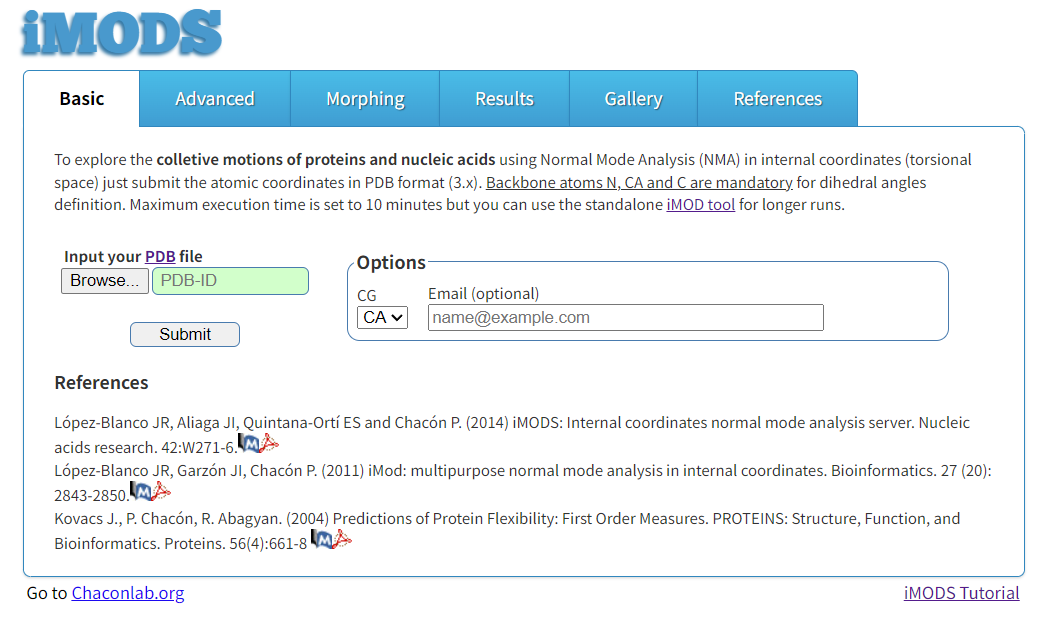 iMODS
Basic Advanced Morphing Results Gallery References
To explore the colletive motions of proteins and nucleic acids using Normal Mode Analysis (NMA) in internal coordinates (torsional
space) just submit the atomic coordinates in PDB format (3.x). Backbone atoms N, CA and C are mandatory for dihedral angles
definition. Maximum execution time is set to 10 minutes but you can use the standalone iMOD tool for longer runs.
Input your PDB file
Browse... PDB-ID
Submit
Options
CG Email (optional)
CA name@example.com
References
López-Blanco JR, Aliaga JI, Quintana-Ortí ES and Chacón P. (2014) iMODS: Internal coordinates normal mode analysis server. Nucleic
acids research. 42:W271-6.
López-Blanco JR, Garzón JI, Chacón P. (2011) iMod: multipurpose normal mode analysis in internal coordinates. Bioinformatics. 27 (20):
2843-2850.
Kovacs J., P. Chacón, R. Abagyan. (2004) Predictions of Protein Flexibility: First Order Measures. PROTEINS: Structure, Function, and
Bioinformatics. Proteins. 56(4):661-8
Go to Chaconlab.org
iMODS Tutorial